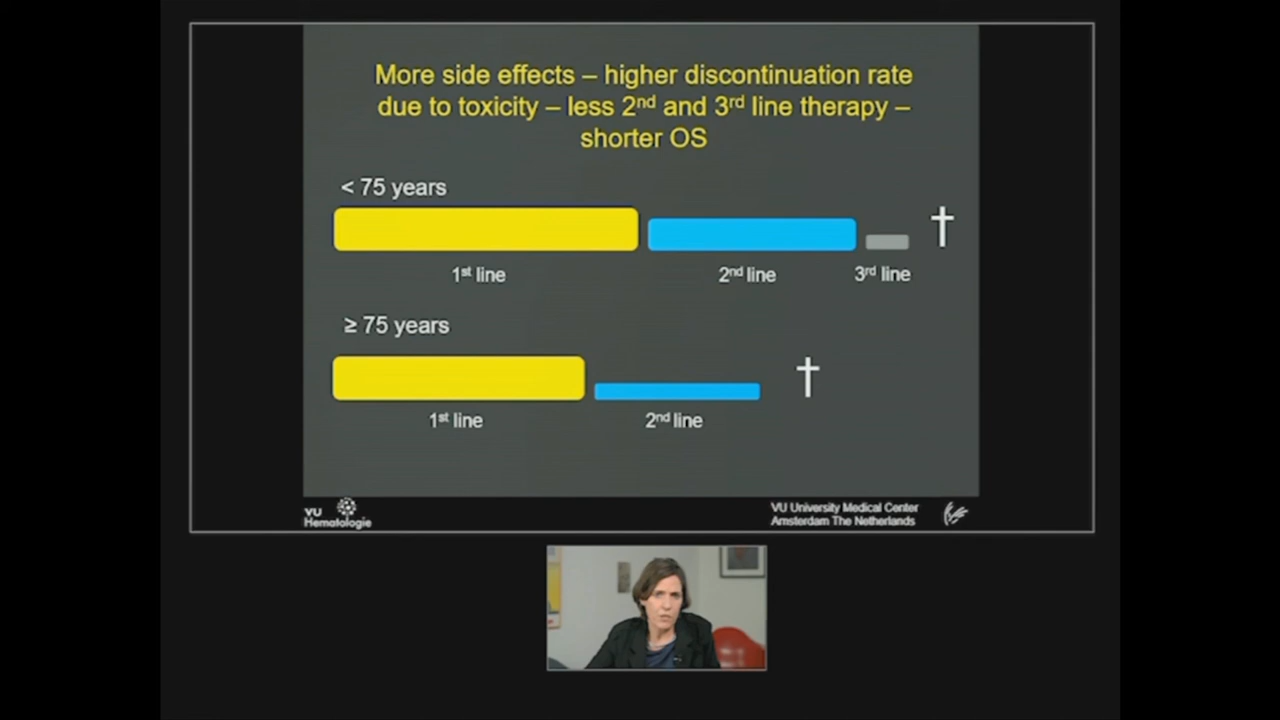 More side effects – higher discontinuation rate
due to toxicity – less 2nd and 3rd line therapy –
shorter OS
< 75 years
1st line
2nd line
3rd line
≥ 75 years
1st line
2nd line
VU
Hematologie
VU University Medical Center
Amsterdam The Netherlands